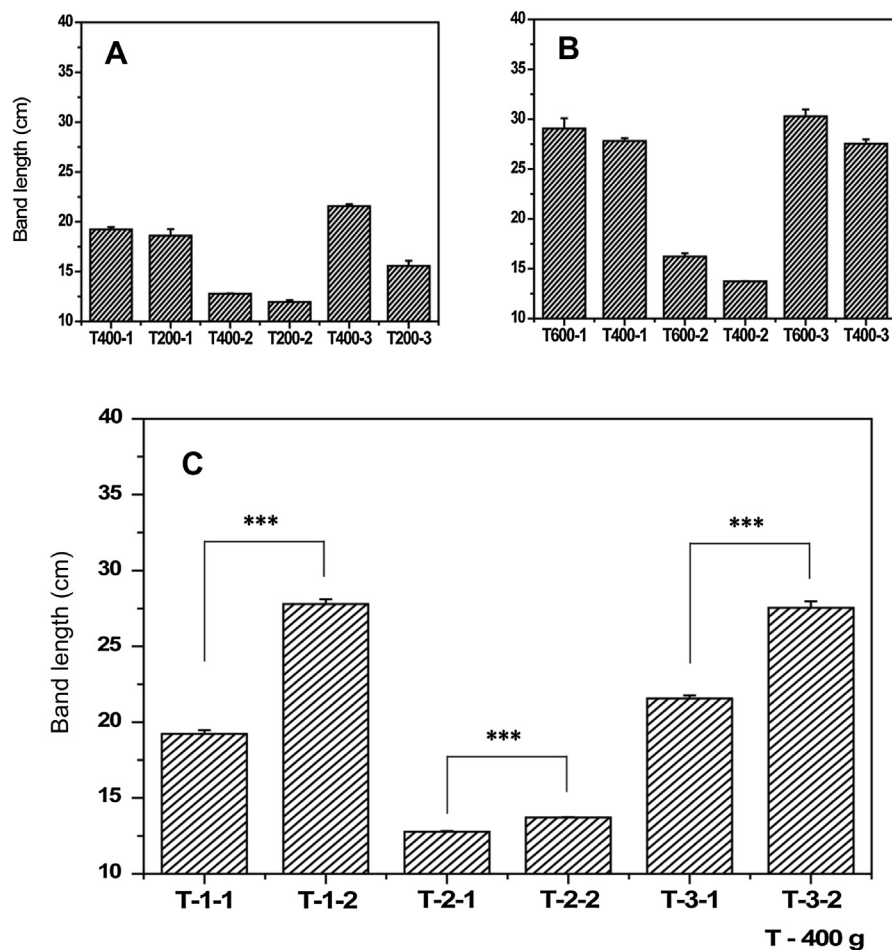 A
Band length (cm)
40
35
30
25
20
15
10
T400-1 T200-1 T400-2 T200-2 T400-3 T200-3
B
40
35
30
25
20
15
10
T600-1 T400-1 T600-2 T400-2 T600-3 T400-3
C
Band length (cm)
40
35
30
25
20
15
10
***
***
***
T-1-1 T-1-2 T-2-1 T-2-2 T-3-1 T-3-2
T - 400 g